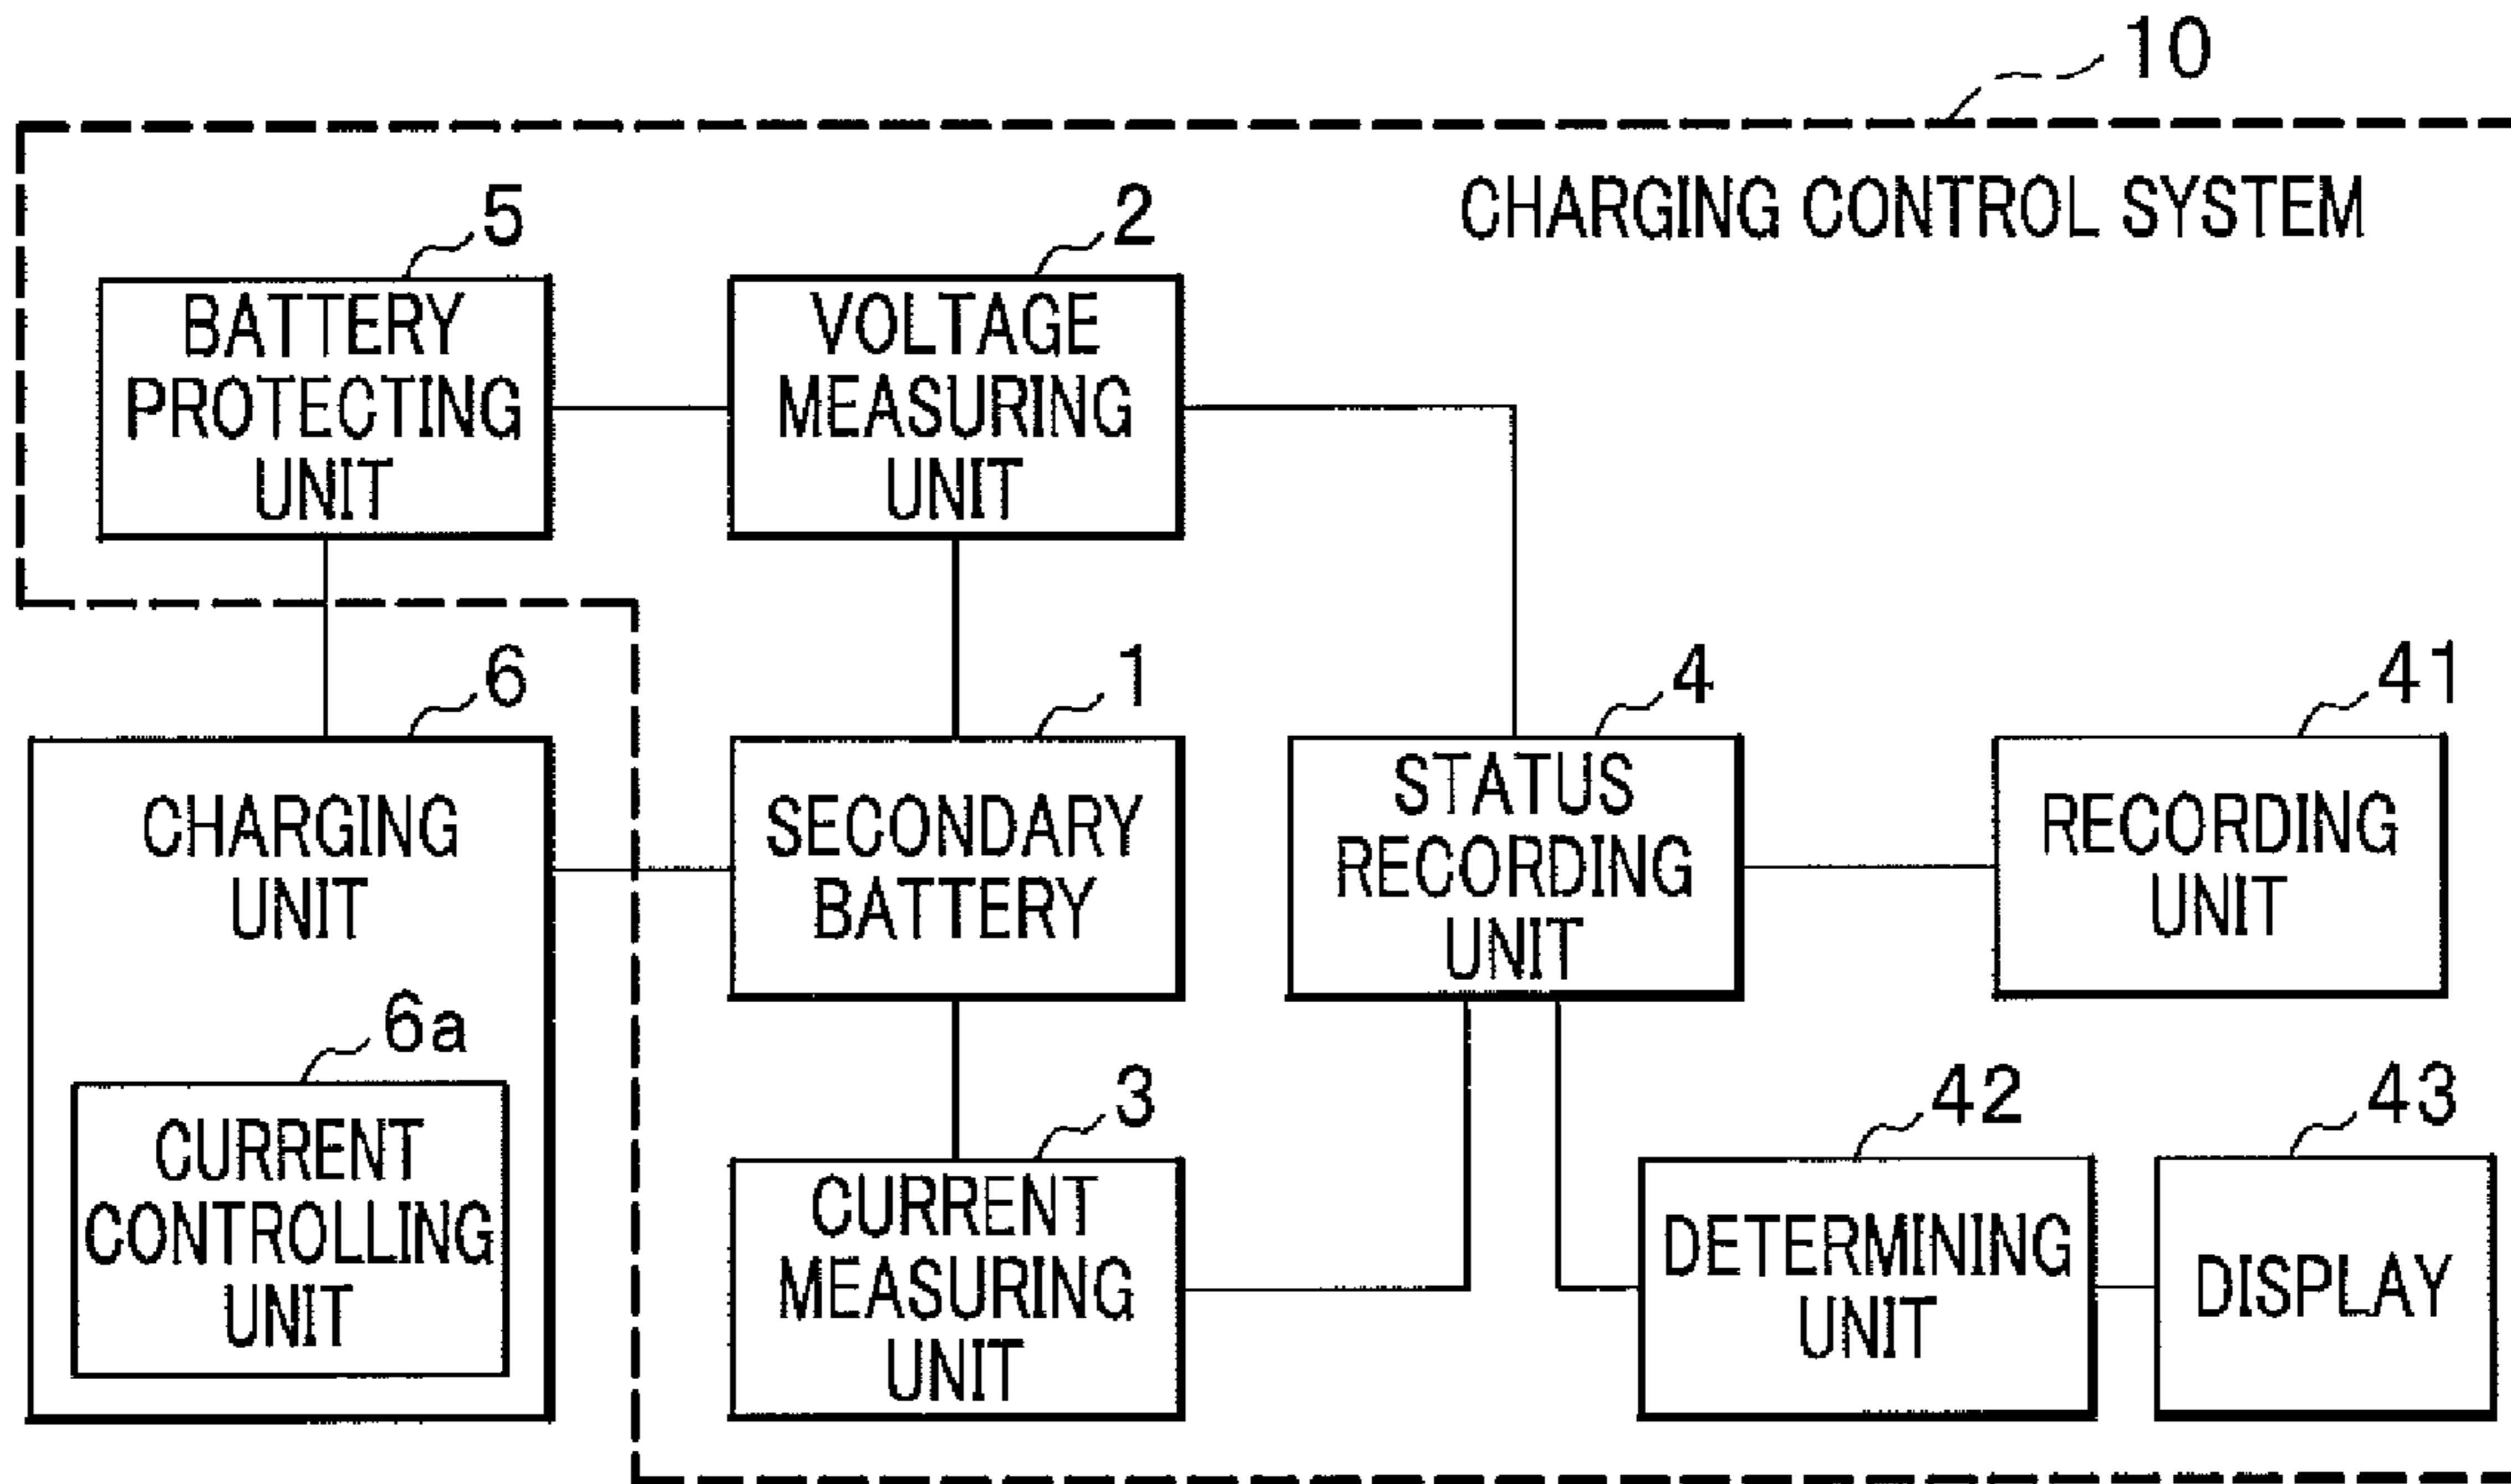 10
CHARGING CONTROL SYSTEM
5
BATTERY
PROTECTING
UNIT
2
VOLTAGE
MEASURING
UNIT
6
CHARGING
UNIT
1
SECONDARY
BATTERY
4
STATUS
RECORDING
UNIT
41
RECORDING
UNIT
6a
CURRENT
CONTROLLING
UNIT
3
CURRENT
MEASURING
UNIT
42
DETERMINING
UNIT
43
DISPLAY